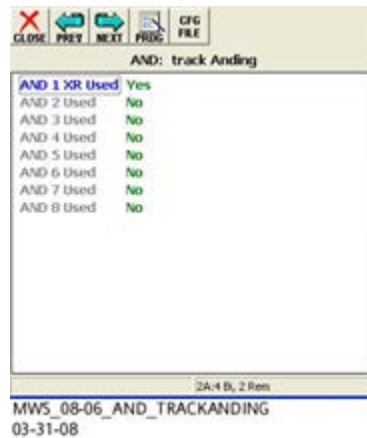 CLOSE PREV NEXT PROG CFG FILE
AND: track Anding
AND 1 XR Used Yes
AND 2 Used No
AND 3 Used No
AND 4 Used No
AND 5 Used No
AND 6 Used No
AND 7 Used No
AND 8 Used No
2A:4 Bi, 2 Rem
MWS_08-06_AND_TRACKANDING
03-31-08